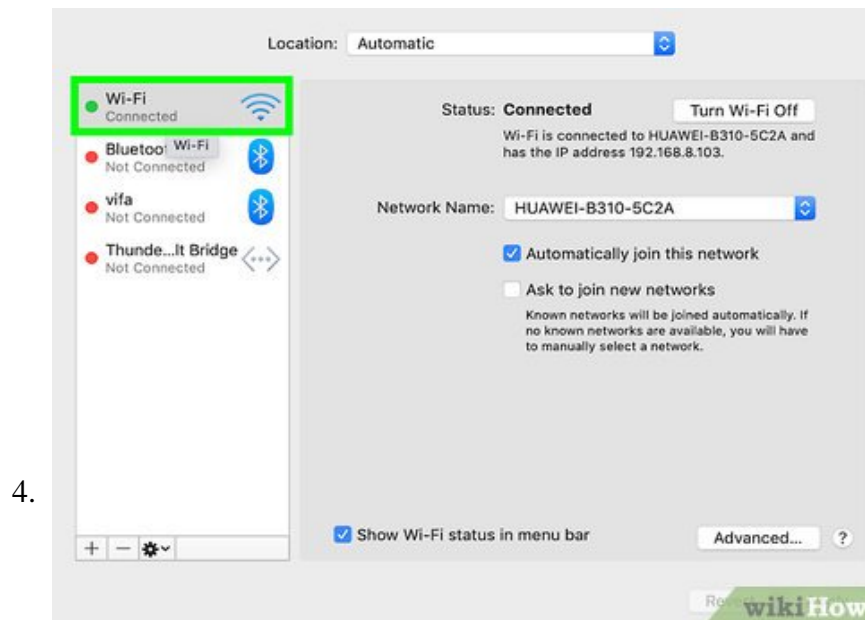 Location: Automatic
Wi-Fi
Connected
Wi-Fi
Not Connected
vifa
Not Connected
Thunde...lt Bridge
Not Connected
Status: Connected
Turn Wi-Fi Off
Wi-Fi is connected to HUAWEI-B310-5C2A and
has the IP address 192.168.8.103.
Network Name: HUAWEI-B310-5C2A
Automatically join this network
Ask to join new networks
Known networks will be joined automatically. If
no known networks are available, you will have
to manually select a network.
4.
Show Wi-Fi status in menu bar
Advanced... ?
wikiHow